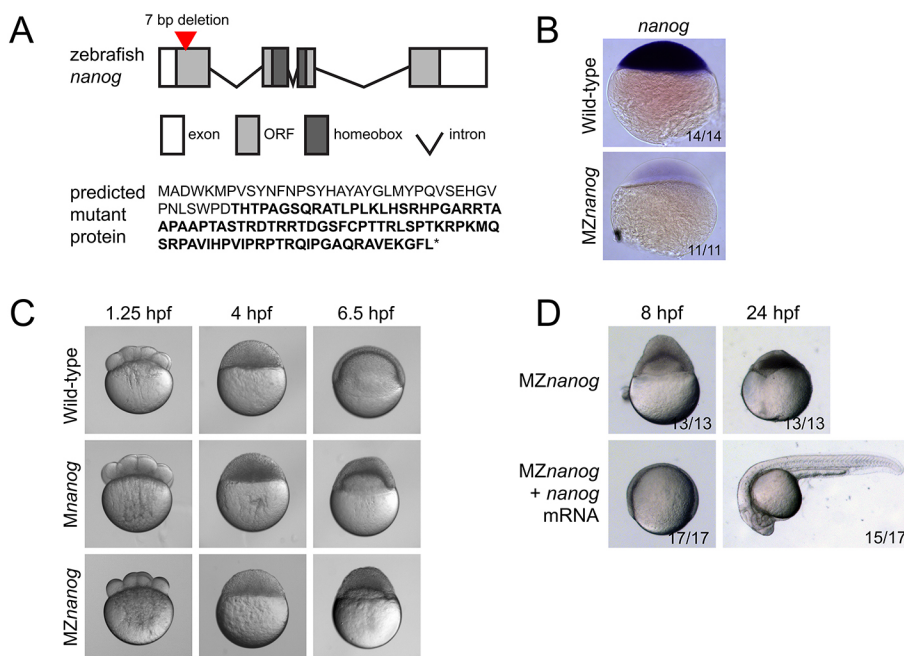 A
7 bp deletion
zebrafish
nanog
exon
ORF
homeobox
intron
predicted
mutant
protein
MADWKMPVSYNFNPSYHAYAYGLMYPQVSEHGV
PNLSWPDTHTPAGSQRATLPLKLHSRHPGARRTA
APAAPTASTRDTRRTDGSFCPTTRLSPTKRPKMQ
SRPAVIHPVIPRPTRQIPGAQRAVEKGFL*
B
nanog
Wild-type
14/14
MZnanog
11/11
C
1.25 hpf
4 hpf
6.5 hpf
Wild-type
Mnanog
MZnanog
D
8 hpf
24 hpf
MZnanog
13/13
13/13
MZnanog
+ nanog
mRNA
17/17
15/17